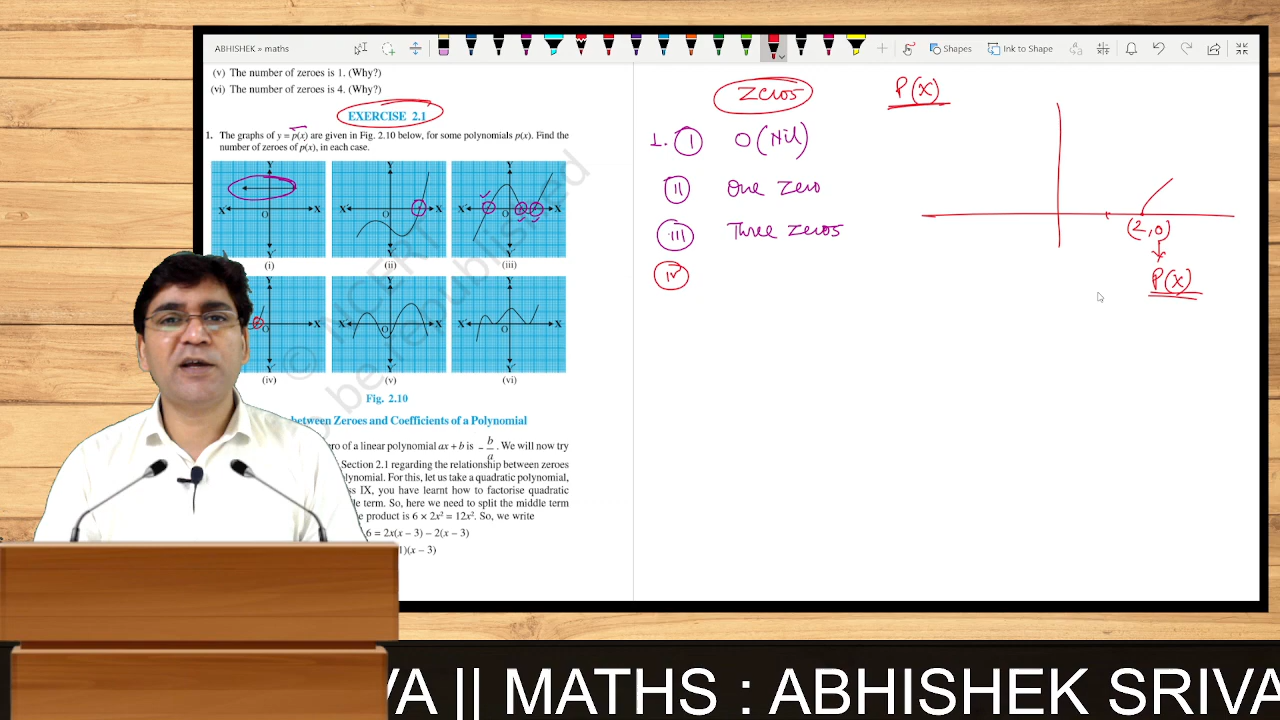 ABHISHEK » maths
Shapes
Ink to Shape
(v) The number of zeroes is 1. (Why?)
(vi) The number of zeroes is 4. (Why?)
EXERCISE 2.1
1. The graphs of y = p(x) are given in Fig. 2.10 below, for some polynomials p(x). Find the
number of zeroes of p(x), in each case.
Y Y Y
X′ O X X′ O X X′ O X
Y′ Y′ Y′
(i) (ii) (iii)
Y Y Y
O X X′ O X X′ O X
Y′ Y′ Y′
(iv) (v) (vi)
Fig. 2.10
between Zeroes and Coefficients of a Polynomial
of a linear polynomial ax + b is – b/a. We will now try
Section 2.1 regarding the relationship between zeroes
For this, let us take a quadratic polynomial,
IX, you have learnt how to factorise quadratic
term. So, here we need to split the middle term
product is 6 × 2x² = 12x². So, we write
6 = 2x(x – 3) – 2(x – 3)
1)(x – 3)
© NCERT
be republished
Zeros
P(x)
1. (I) 0 (Nil)
(II) One Zero
(III) Three Zeros
(IV)
(2,0)
P(x)
VA || MATHS : ABHISHEK SRIVA